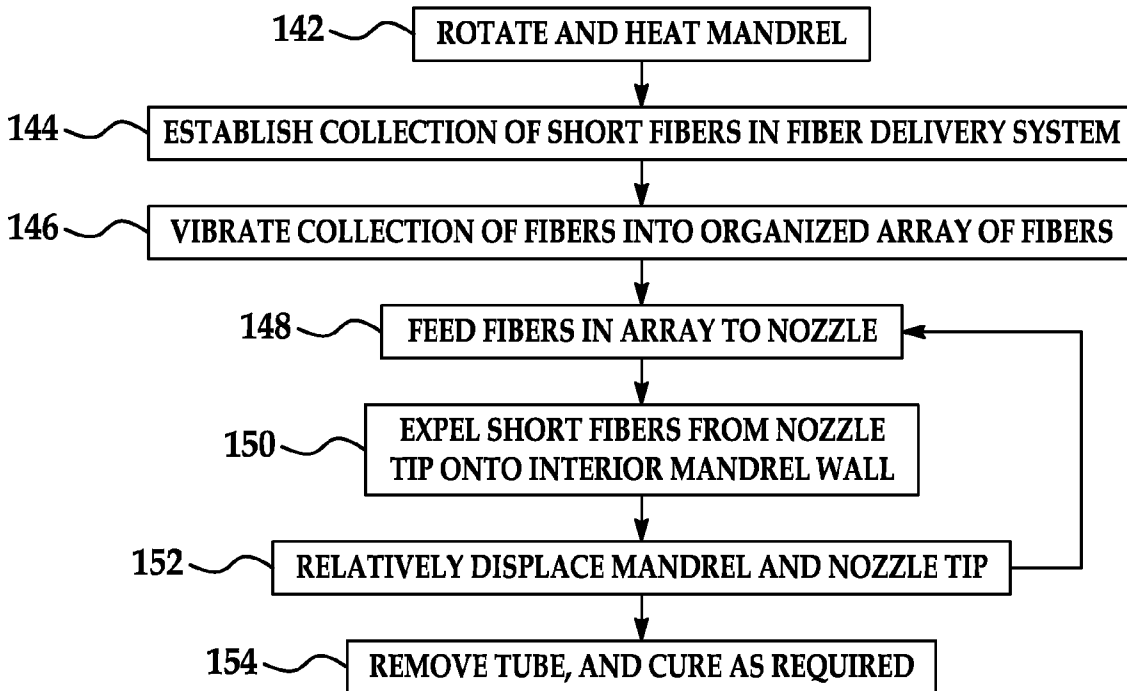 142 ROTATE AND HEAT MANDREL
144 ESTABLISH COLLECTION OF SHORT FIBERS IN FIBER DELIVERY SYSTEM
146 VIBRATE COLLECTION OF FIBERS INTO ORGANIZED ARRAY OF FIBERS
148 FEED FIBERS IN ARRAY TO NOZZLE
150 EXPEL SHORT FIBERS FROM NOZZLE
TIP ONTO INTERIOR MANDREL WALL
152 RELATIVELY DISPLACE MANDREL AND NOZZLE TIP
154 REMOVE TUBE, AND CURE AS REQUIRED